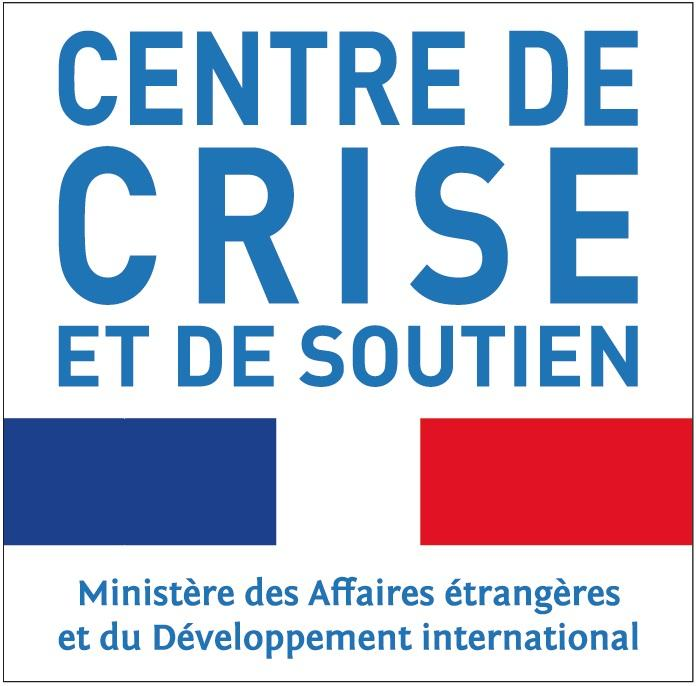 CENTRE DE
CRISE
ET DE SOUTIEN
Ministère des Affaires étrangères
et du Développement international